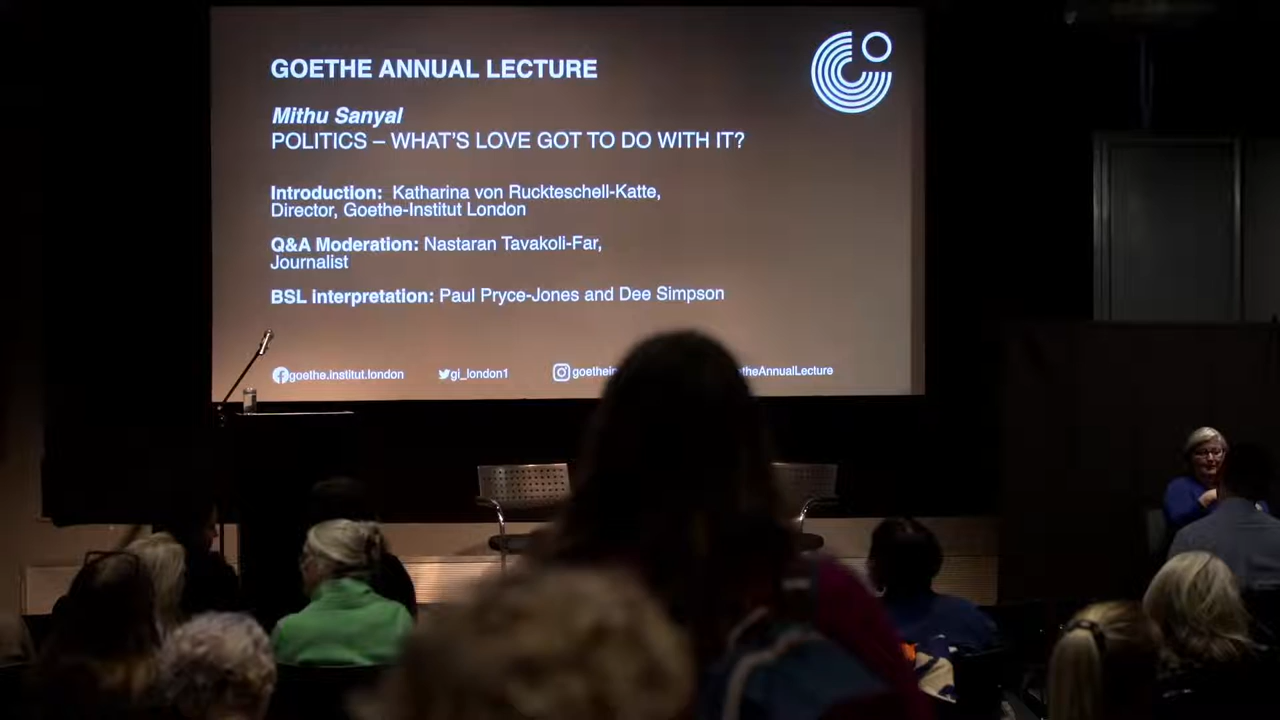 GOETHE ANNUAL LECTURE
Mithu Sanyal
POLITICS – WHAT'S LOVE GOT TO DO WITH IT?
Introduction: Katharina von Ruckteschell-Katte,
Director, Goethe-Institut London
Q&A Moderation: Nastaran Tavakoli-Far,
Journalist
BSL interpretation: Paul Pryce-Jones and Dee Simpson
goethe.institut.london gi_london1